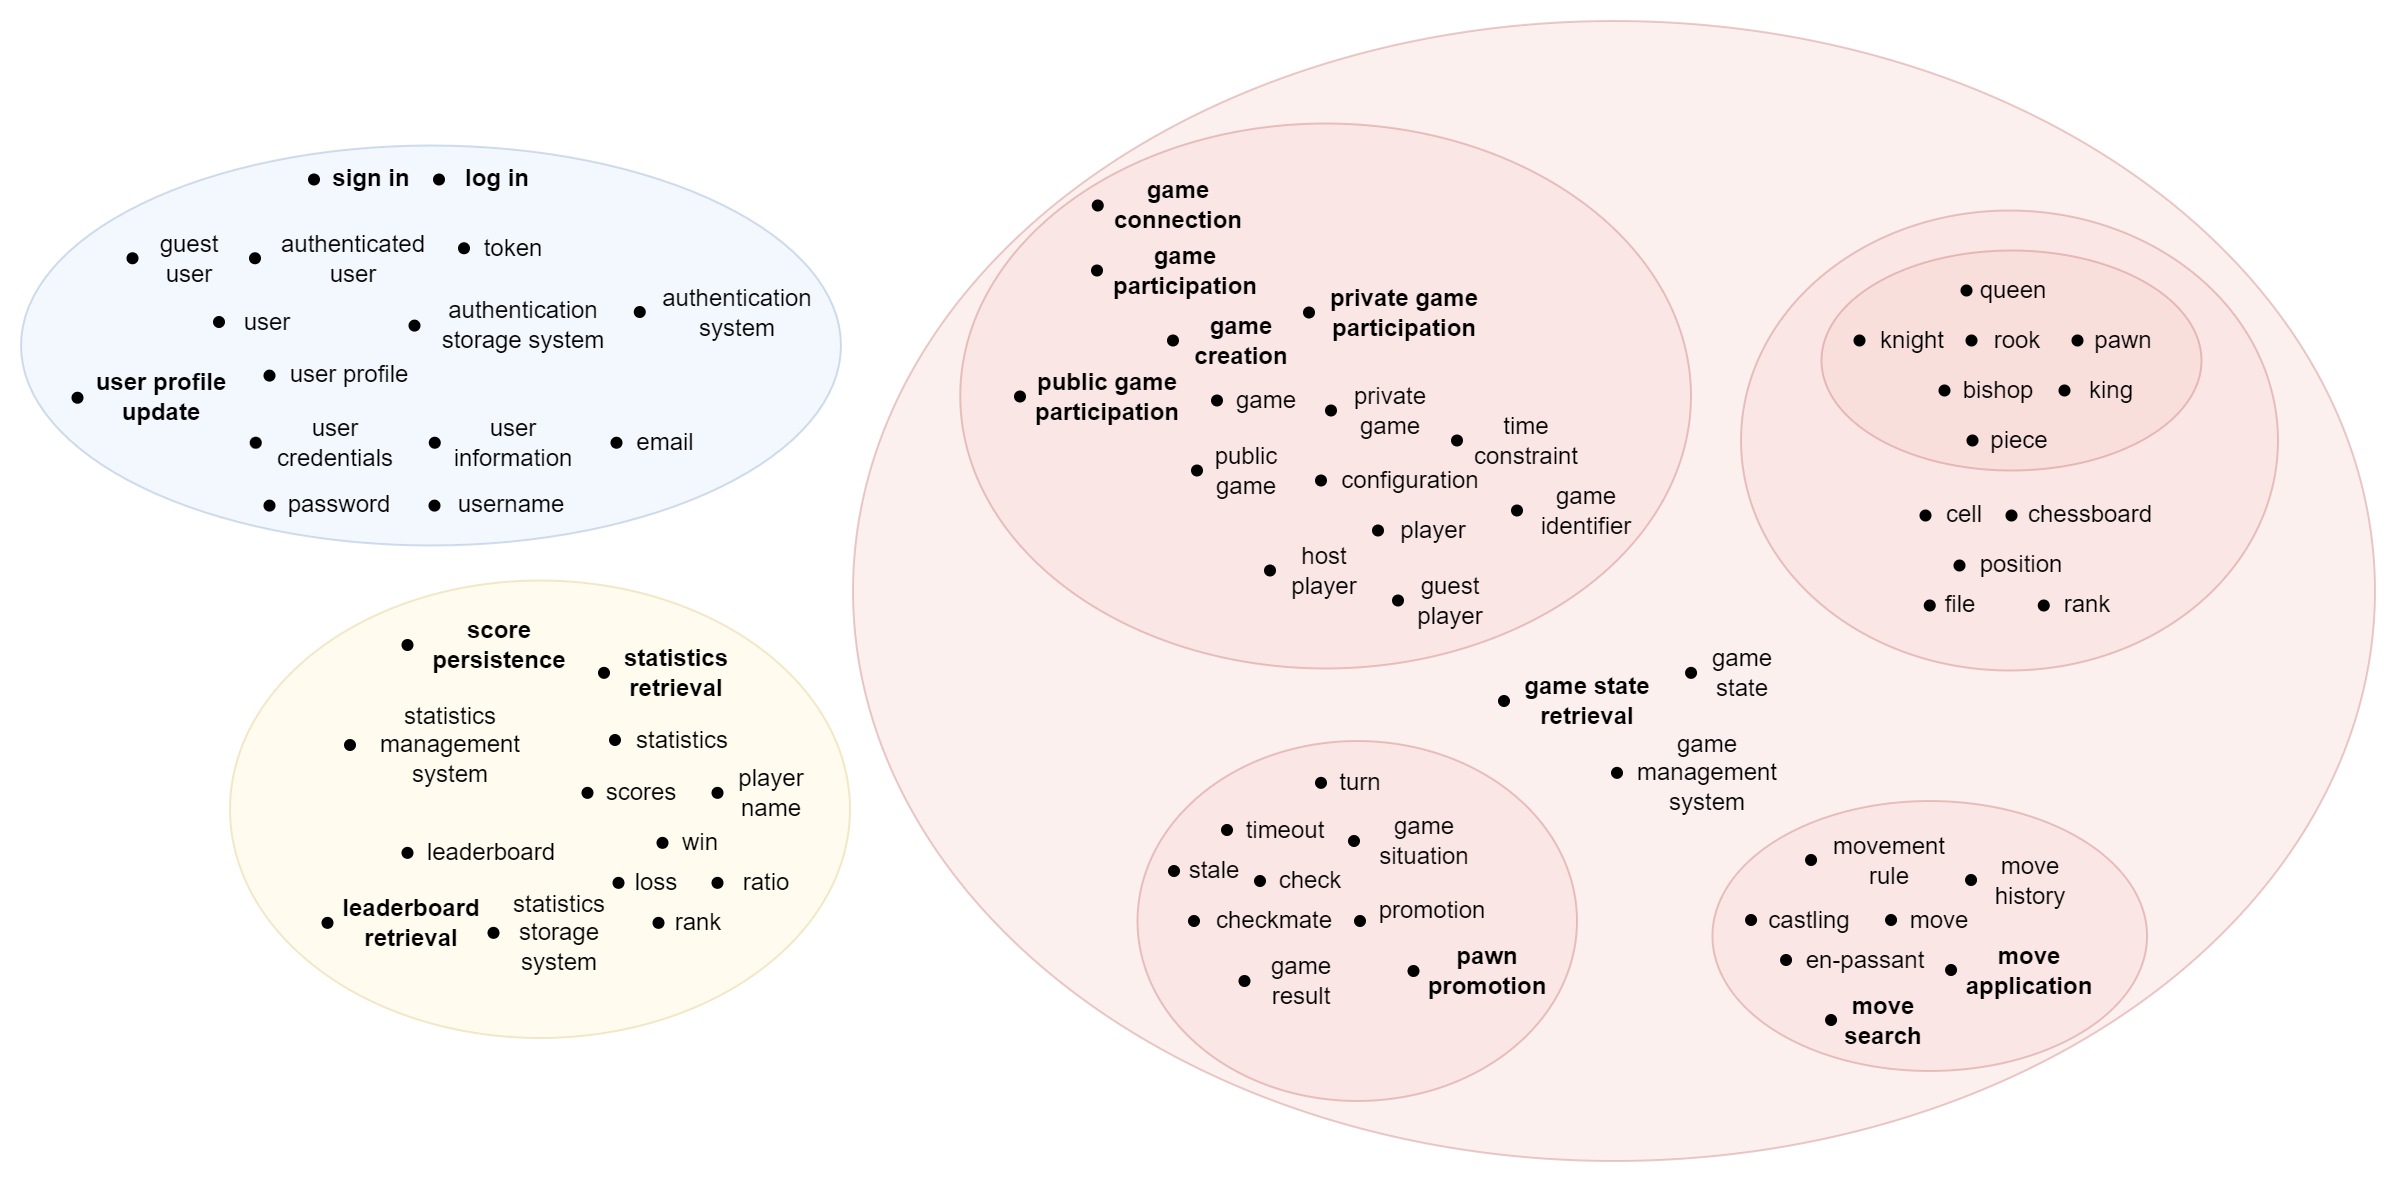 sign in
log in
guest
user
authenticated
user
token
user
authentication
storage system
authentication
system
user profile
update
user profile
user
credentials
user
information
email
password
username
score
persistence
statistics
retrieval
statistics
management
system
statistics
scores
player
name
leaderboard
win
loss
ratio
leaderboard
retrieval
statistics
storage
system
rank
game
connection
game
participation
private game
participation
game
creation
public game
participation
game
private
game
time
constraint
public
game
configuration
game
identifier
player
host
player
guest
player
queen
knight
rook
pawn
bishop
king
piece
cell
chessboard
position
file
rank
game state
retrieval
game
state
game
management
system
turn
timeout
game
situation
stale
check
checkmate
promotion
game
result
pawn
promotion
movement
rule
move
history
castling
move
en-passant
move
application
move
search